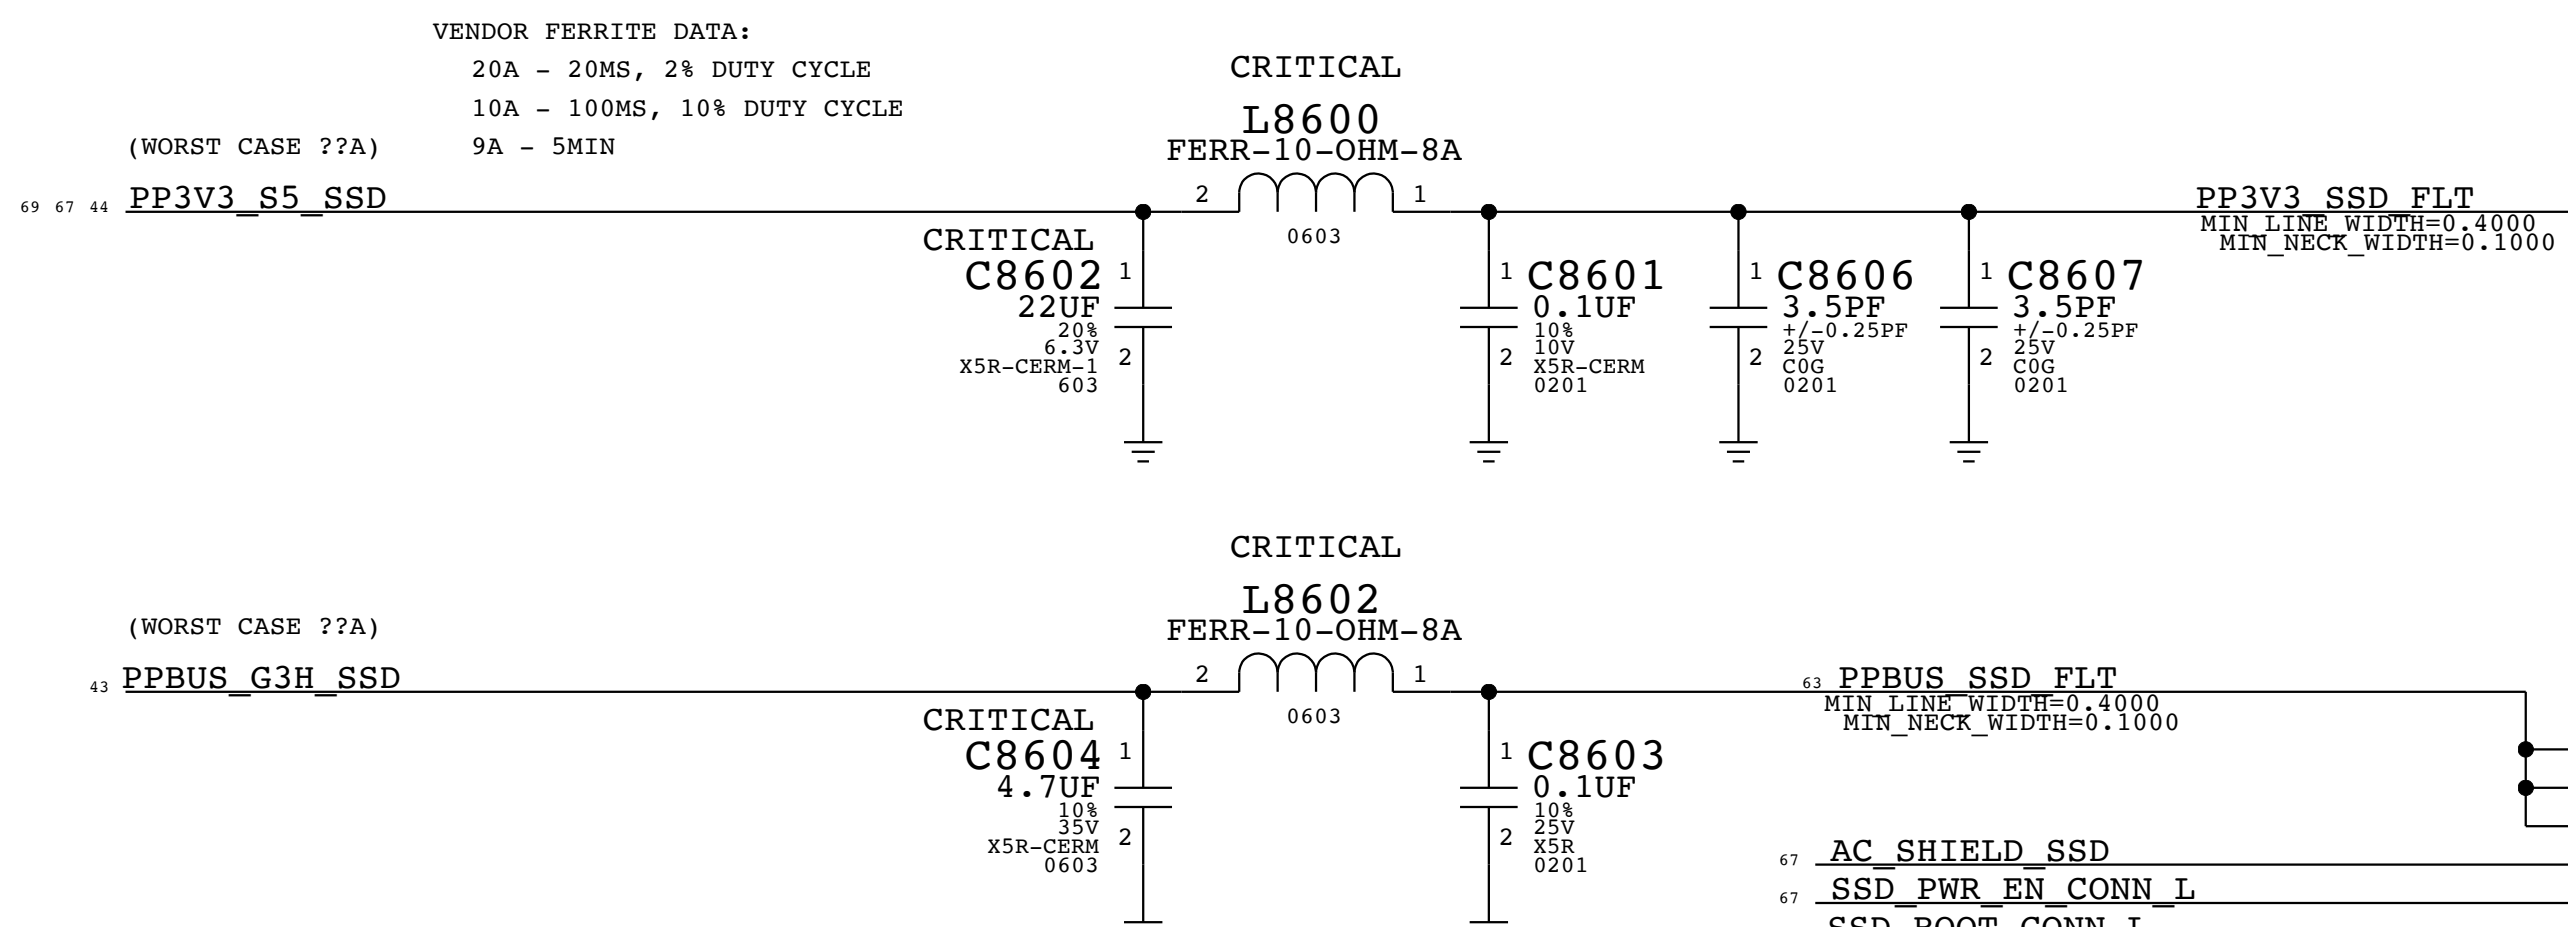 VENDOR FERRITE DATA:
20A - 20MS, 2% DUTY CYCLE
10A - 100MS, 10% DUTY CYCLE
(WORST CASE ??A) 9A - 5MIN
69 67 44 PP3V3_S5_SSD
CRITICAL
L8600
FERR-10-OHM-8A
2 1
0603
PP3V3_SSD_FLT
MIN_LINE_WIDTH=0.4000
MIN_NECK_WIDTH=0.1000
CRITICAL
C8602 1
22UF
20%
6.3V
X5R-CERM-1 2
603
1 C8601
0.1UF
10%
10V
2 X5R-CERM
0201
1 C8606
3.5PF
+/-0.25PF
25V
2 C0G
0201
1 C8607
3.5PF
+/-0.25PF
25V
2 C0G
0201
CRITICAL
L8602
FERR-10-OHM-8A
2 1
0603
(WORST CASE ??A)
43 PPBUS_G3H_SSD
63 PPBUS_SSD_FLT
MIN_LINE_WIDTH=0.4000
MIN_NECK_WIDTH=0.1000
CRITICAL
C8604 1
4.7UF
10%
35V
X5R-CERM 2
0603
1 C8603
0.1UF
10%
25V
2 X5R
0201
67 AC_SHIELD_SSD
67 SSD_PWR_EN_CONN_L
SSD_BOOT_CONN_L